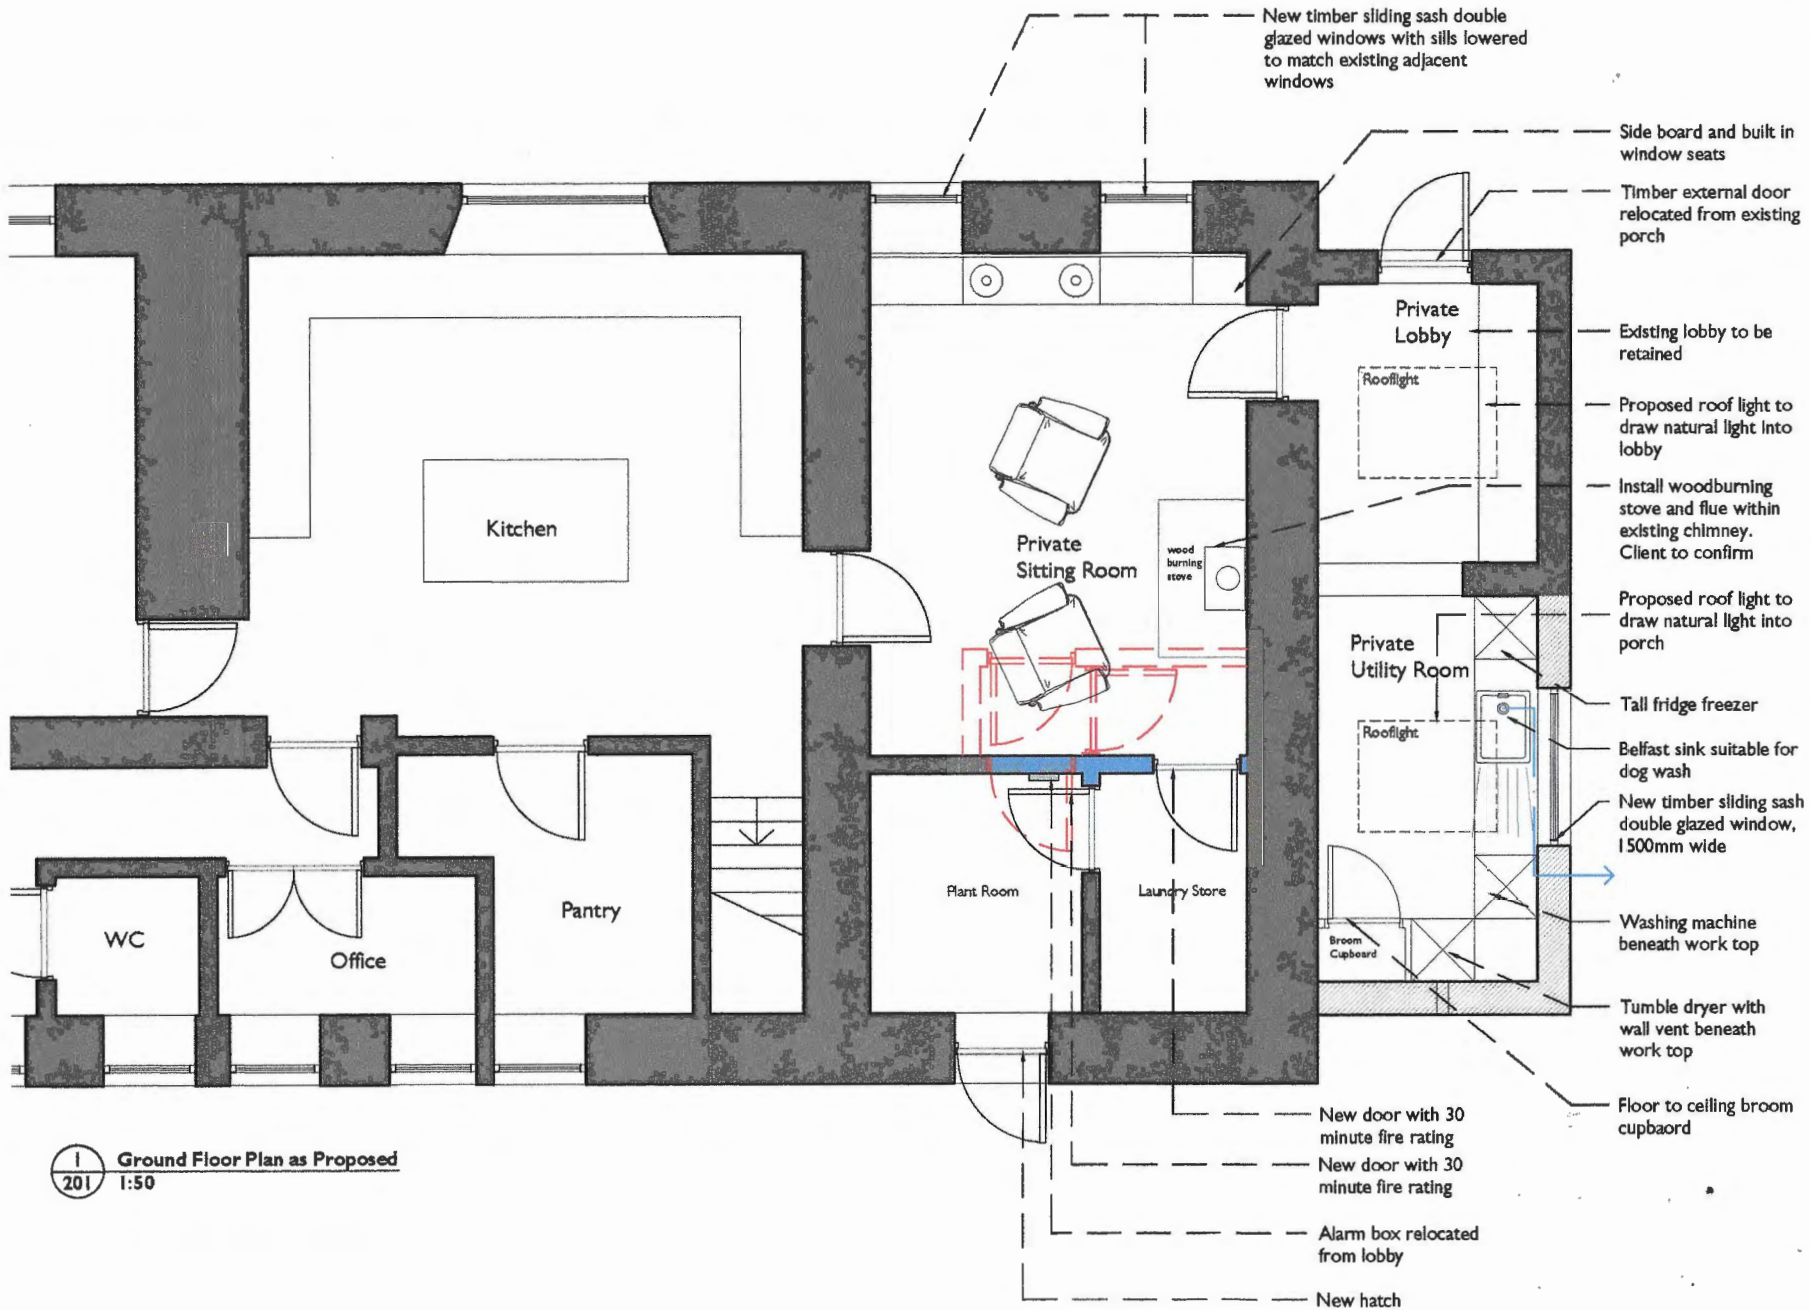 New timber sliding sash double
glazed windows with sills lowered
to match existing adjacent
windows
Side board and built in
window seats
Timber external door
relocated from existing
porch
Existing lobby to be
retained
Proposed roof light to
draw natural light into
lobby
Install woodburning
stove and flue within
existing chimney.
Client to confirm
Proposed roof light to
draw natural light into
porch
Tall fridge freezer
Belfast sink suitable for
dog wash
New timber sliding sash
double glazed window,
1500mm wide
Washing machine
beneath work top
Tumble dryer with
wall vent beneath
work top
Floor to ceiling broom
cupbaord
Private
Lobby
Rooflight
Kitchen
Private
Sitting Room
wood
burning
stove
Private
Utility Room
Rooflight
Plant Room
Laundry Store
Broom
Cupboard
WC
Office
Pantry
New door with 30
minute fire rating
New door with 30
minute fire rating
Alarm box relocated
from lobby
New hatch
1
201
Ground Floor Plan as Proposed
1:50